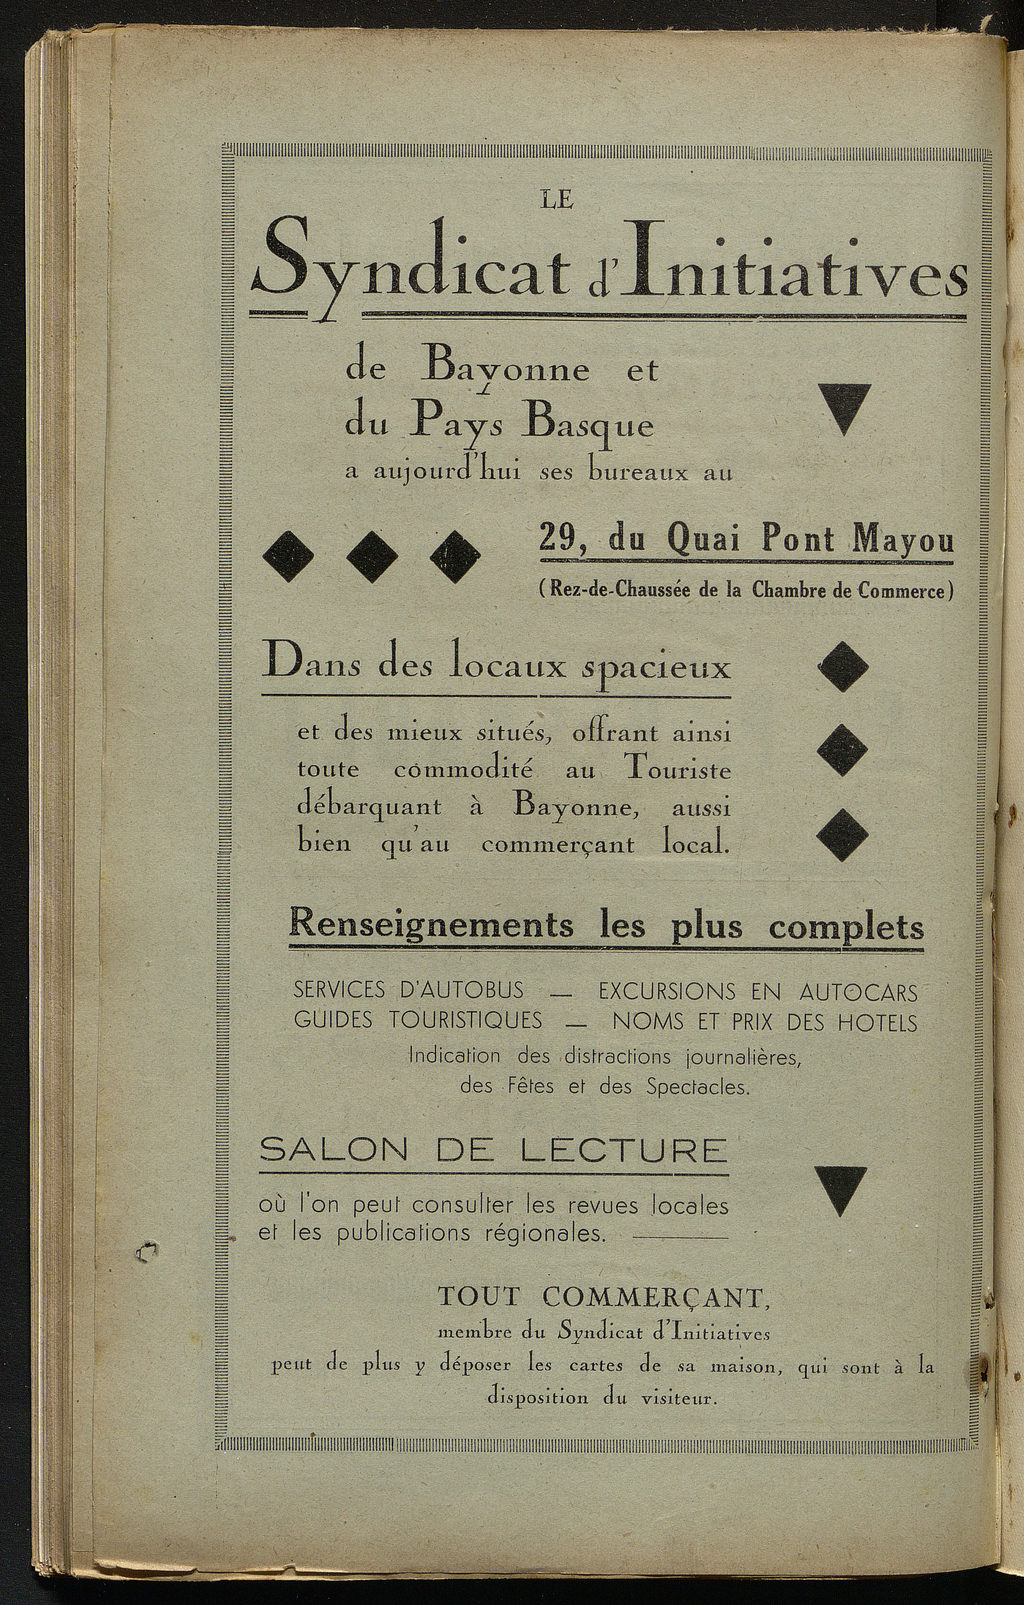 LE
Syndicat d'Initiatives
de Bayonne et
du Pays Basque
a aujourd'hui ses bureaux au
29, du Quai Pont Mayou
(Rez-de-Chaussée de la Chambre de Commerce)
Dans des locaux spacieux
et des mieux situés, offrant ainsi
toute commodité au Touriste
débarquant à Bayonne, aussi
bien qu'au commerçant local.
Renseignements les plus complets
SERVICES D'AUTOBUS — EXCURSIONS EN AUTOCARS
GUIDES TOURISTIQUES — NOMS ET PRIX DES HOTELS
Indication des distractions journalières,
des Fêtes et des Spectacles.
SALON DE LECTURE
où l'on peut consulter les revues locales
et les publications régionales.
TOUT COMMERÇANT,
membre du Syndicat d'Initiatives
peut de plus y déposer les cartes de sa maison, qui sont à la
disposition du visiteur.